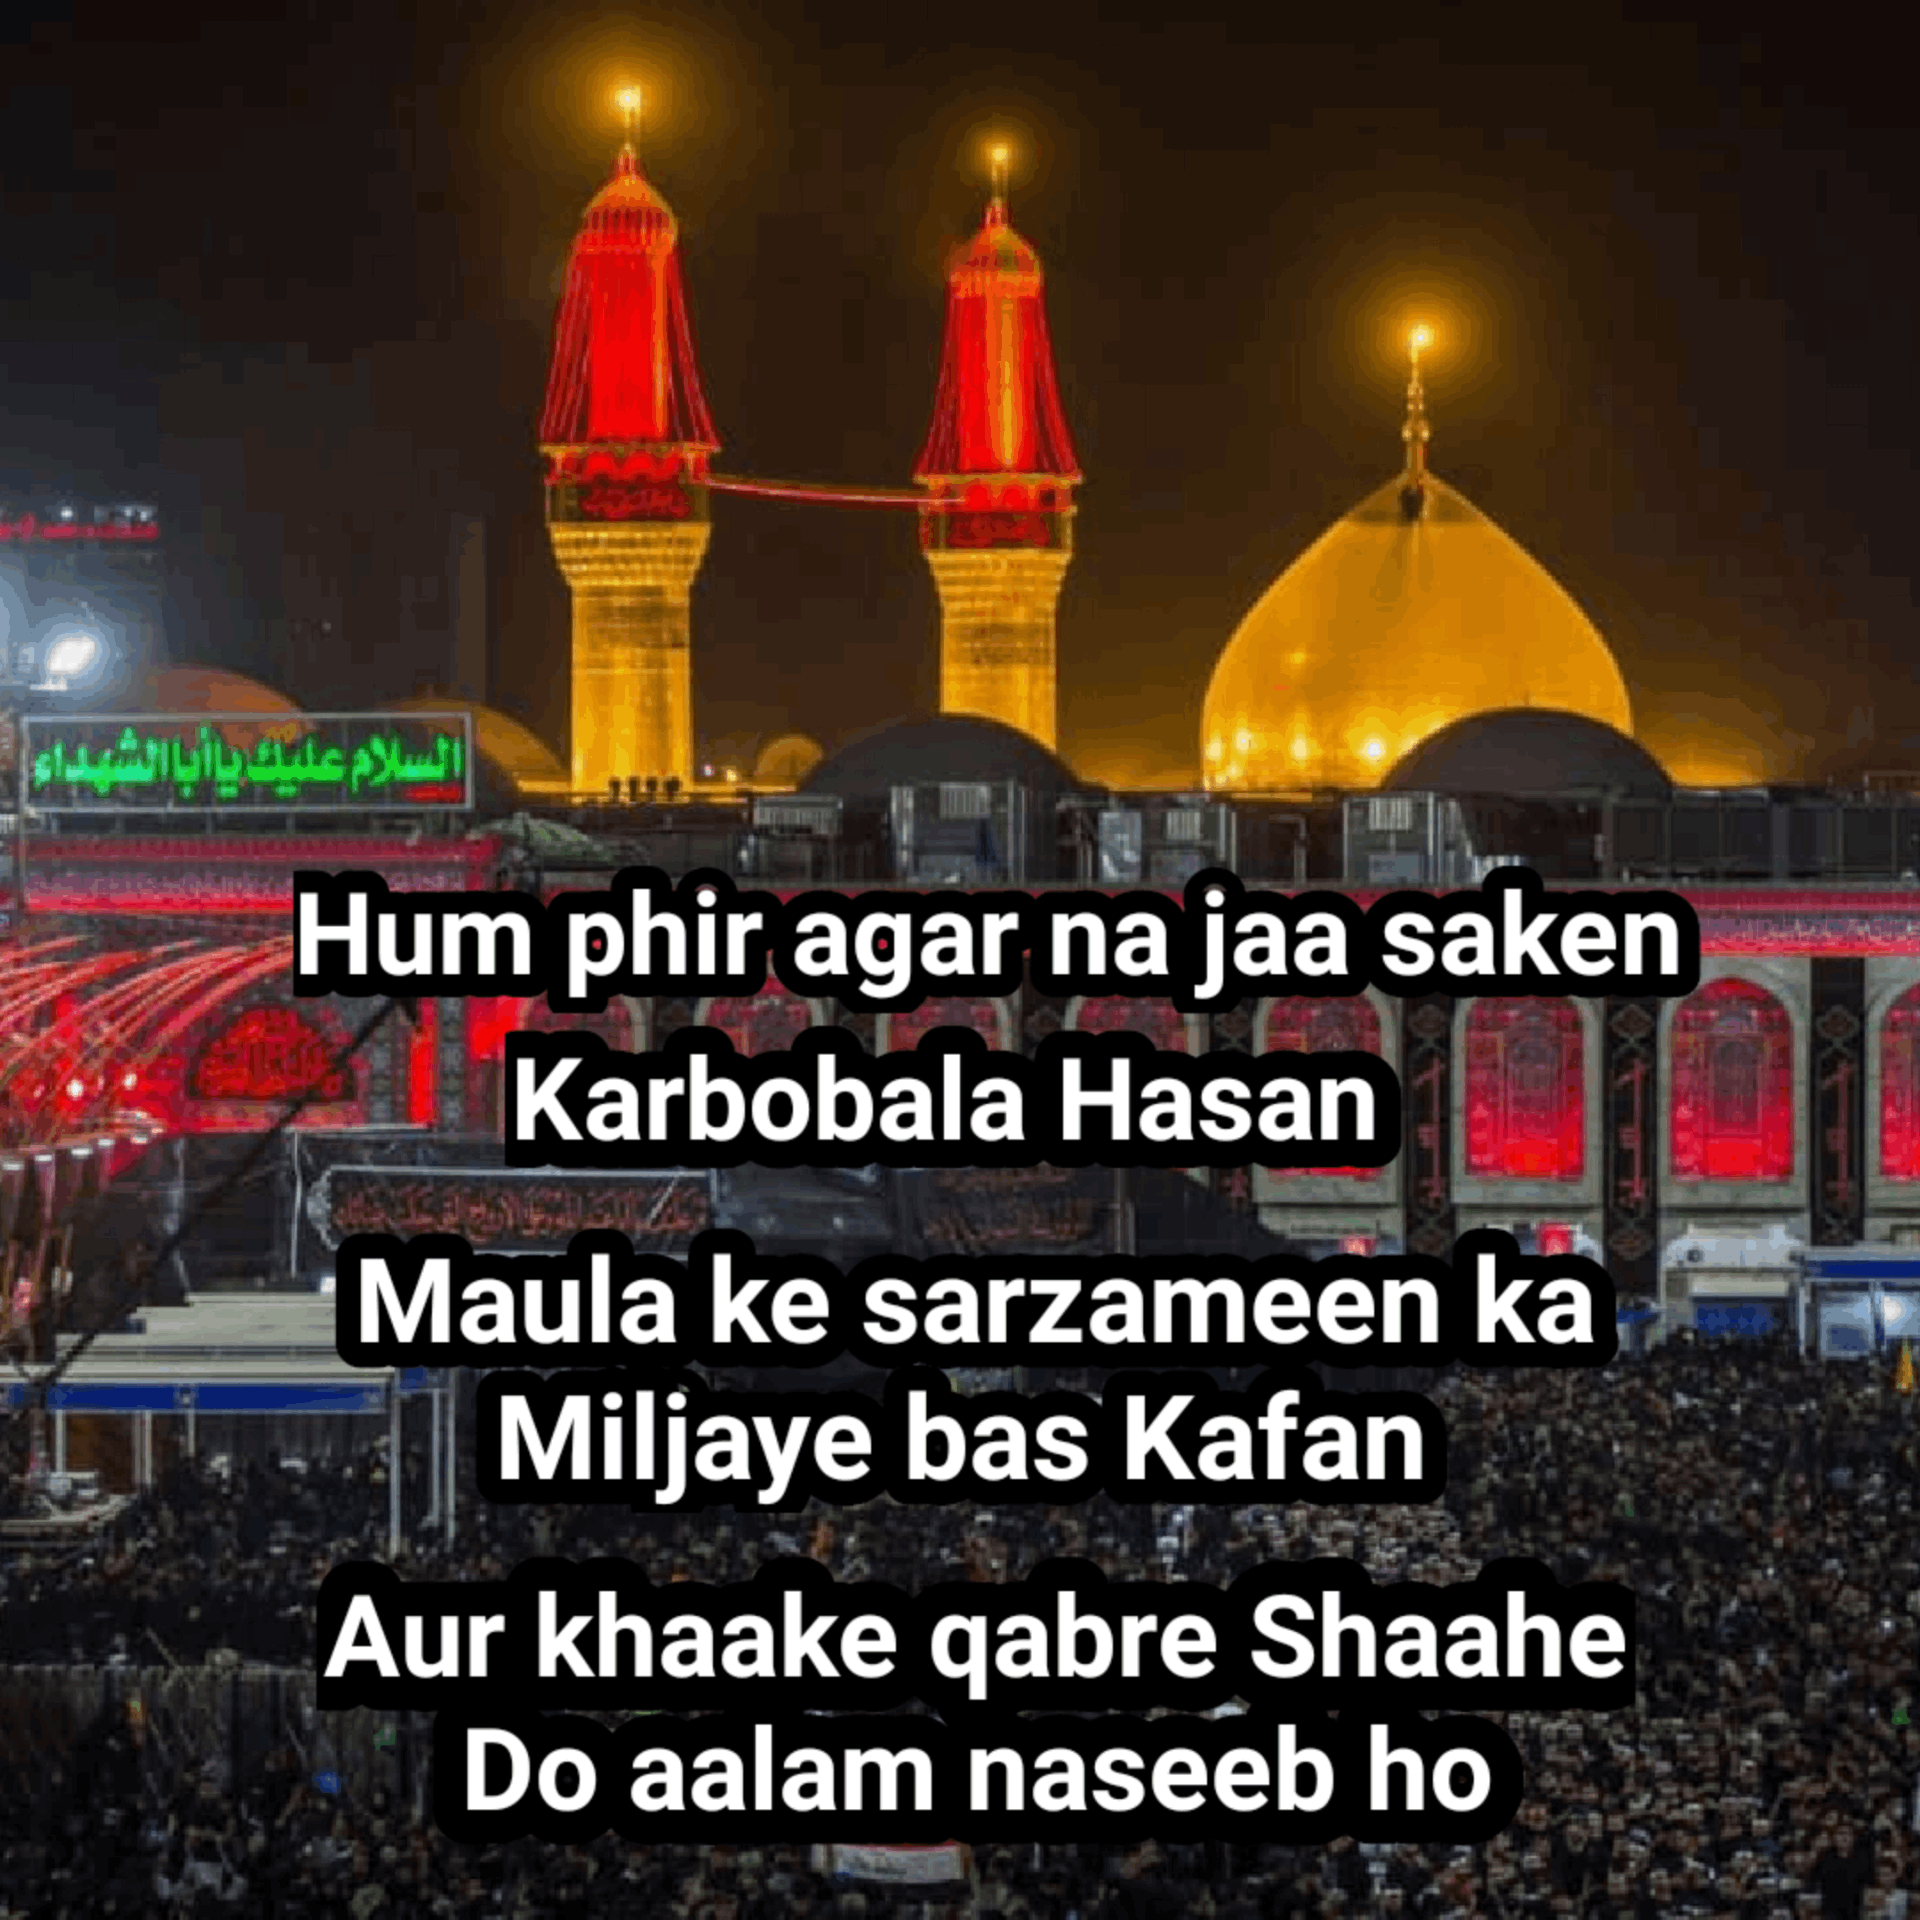 السلام عليك يا أبا الشهداء
Hum phir agar na jaa saken
Karbobala Hasan
Maula ke sarzameen ka
Miljaye bas Kafan
Aur khaake qabre Shaahe
Do aalam naseeb ho